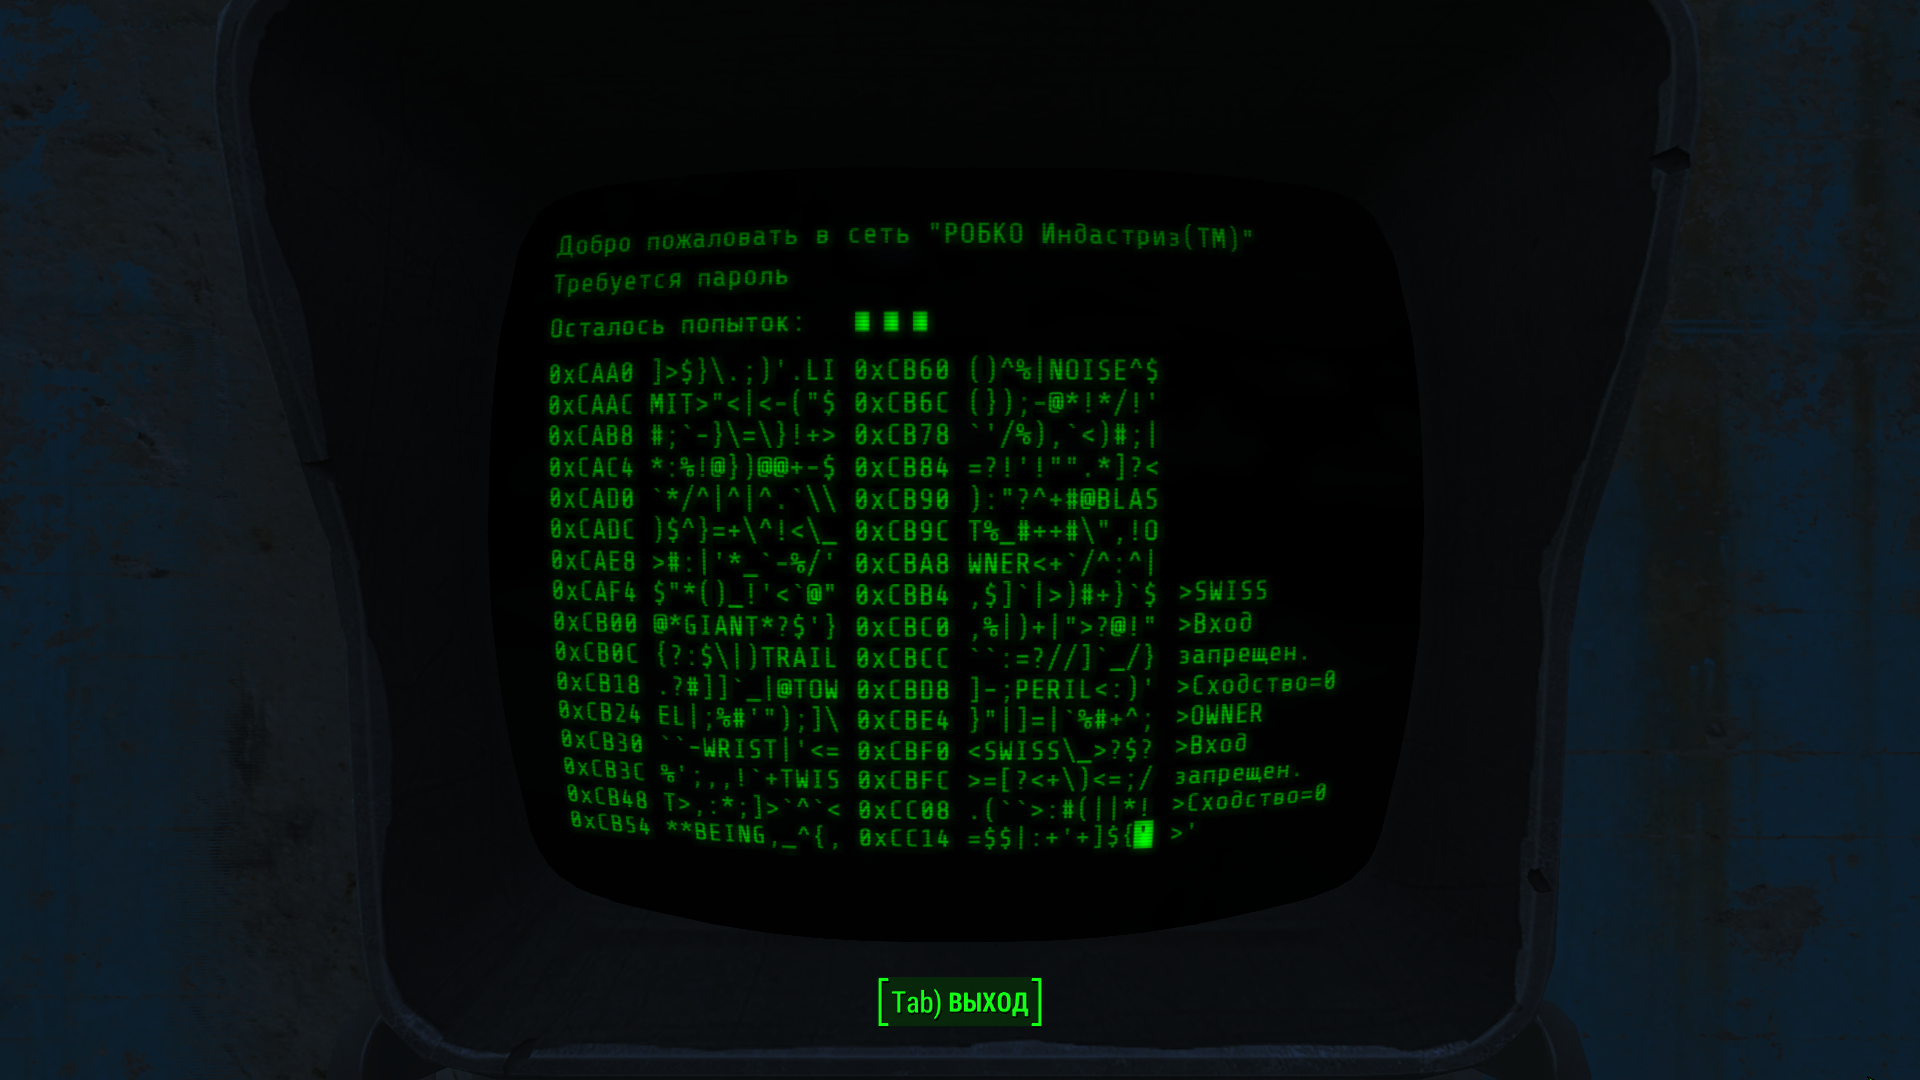 Добро пожаловать в сеть "РОБКО Индастриз(ТМ)"
Требуется пароль
Осталось попыток:
0xCAA0 ]>$}\.;)'.LI 0xCB60 ()^%|NOISE^$
0xCAAC MIT>"<|<-("$ 0xCB6C (});-@*!*/!'
0xCAB8 #;`-}\=\}!+> 0xCB78 `'/%),`<)#;|
0xCAC4 *:%!@})@@+-$ 0xCB84 =?!'!"".*]?<
0xCAD0 `*/^|^|^.`\\ 0xCB90 ):"?^+#@BLAS
0xCADC )$^}=+\^!<\_ 0xCB9C T%_#++#\",!O
0xCAE8 >#:|'*_`-%/' 0xCBA8 WNER<+`/^:^|
0xCAF4 $"*()_!'<`@" 0xCBB4 ,$]`|>)#+}`$ >SWISS
0xCB00 @*GIANT*?$'} 0xCBC0 ,%|)+|">?@!" >Вход
0xCB0C {?:$\|)TRAIL 0xCBCC ``:=?//]`_/} запрещен.
0xCB18 .?#]]`_|@TOW 0xCBD8 ]-;PERIL<:)' >Сходство=0
0xCB24 EL|;%#'");]\ 0xCBE4 }"|]=|`%#+^; >OWNER
0xCB30 ``-WRIST|'<= 0xCBF0 <SWISS\_>?$? >Вход
0xCB3C %';,,!`+TWIS 0xCBFC >=[?<+\)<=;/ запрещен.
0xCB48 T>,:*;]>`^`< 0xCC08 .(``>:#(||*! >Сходство=0
0xCB54 **BEING,_^{, 0xCC14 =$$|:+'+]${' >'
Tab) ВЫХОД